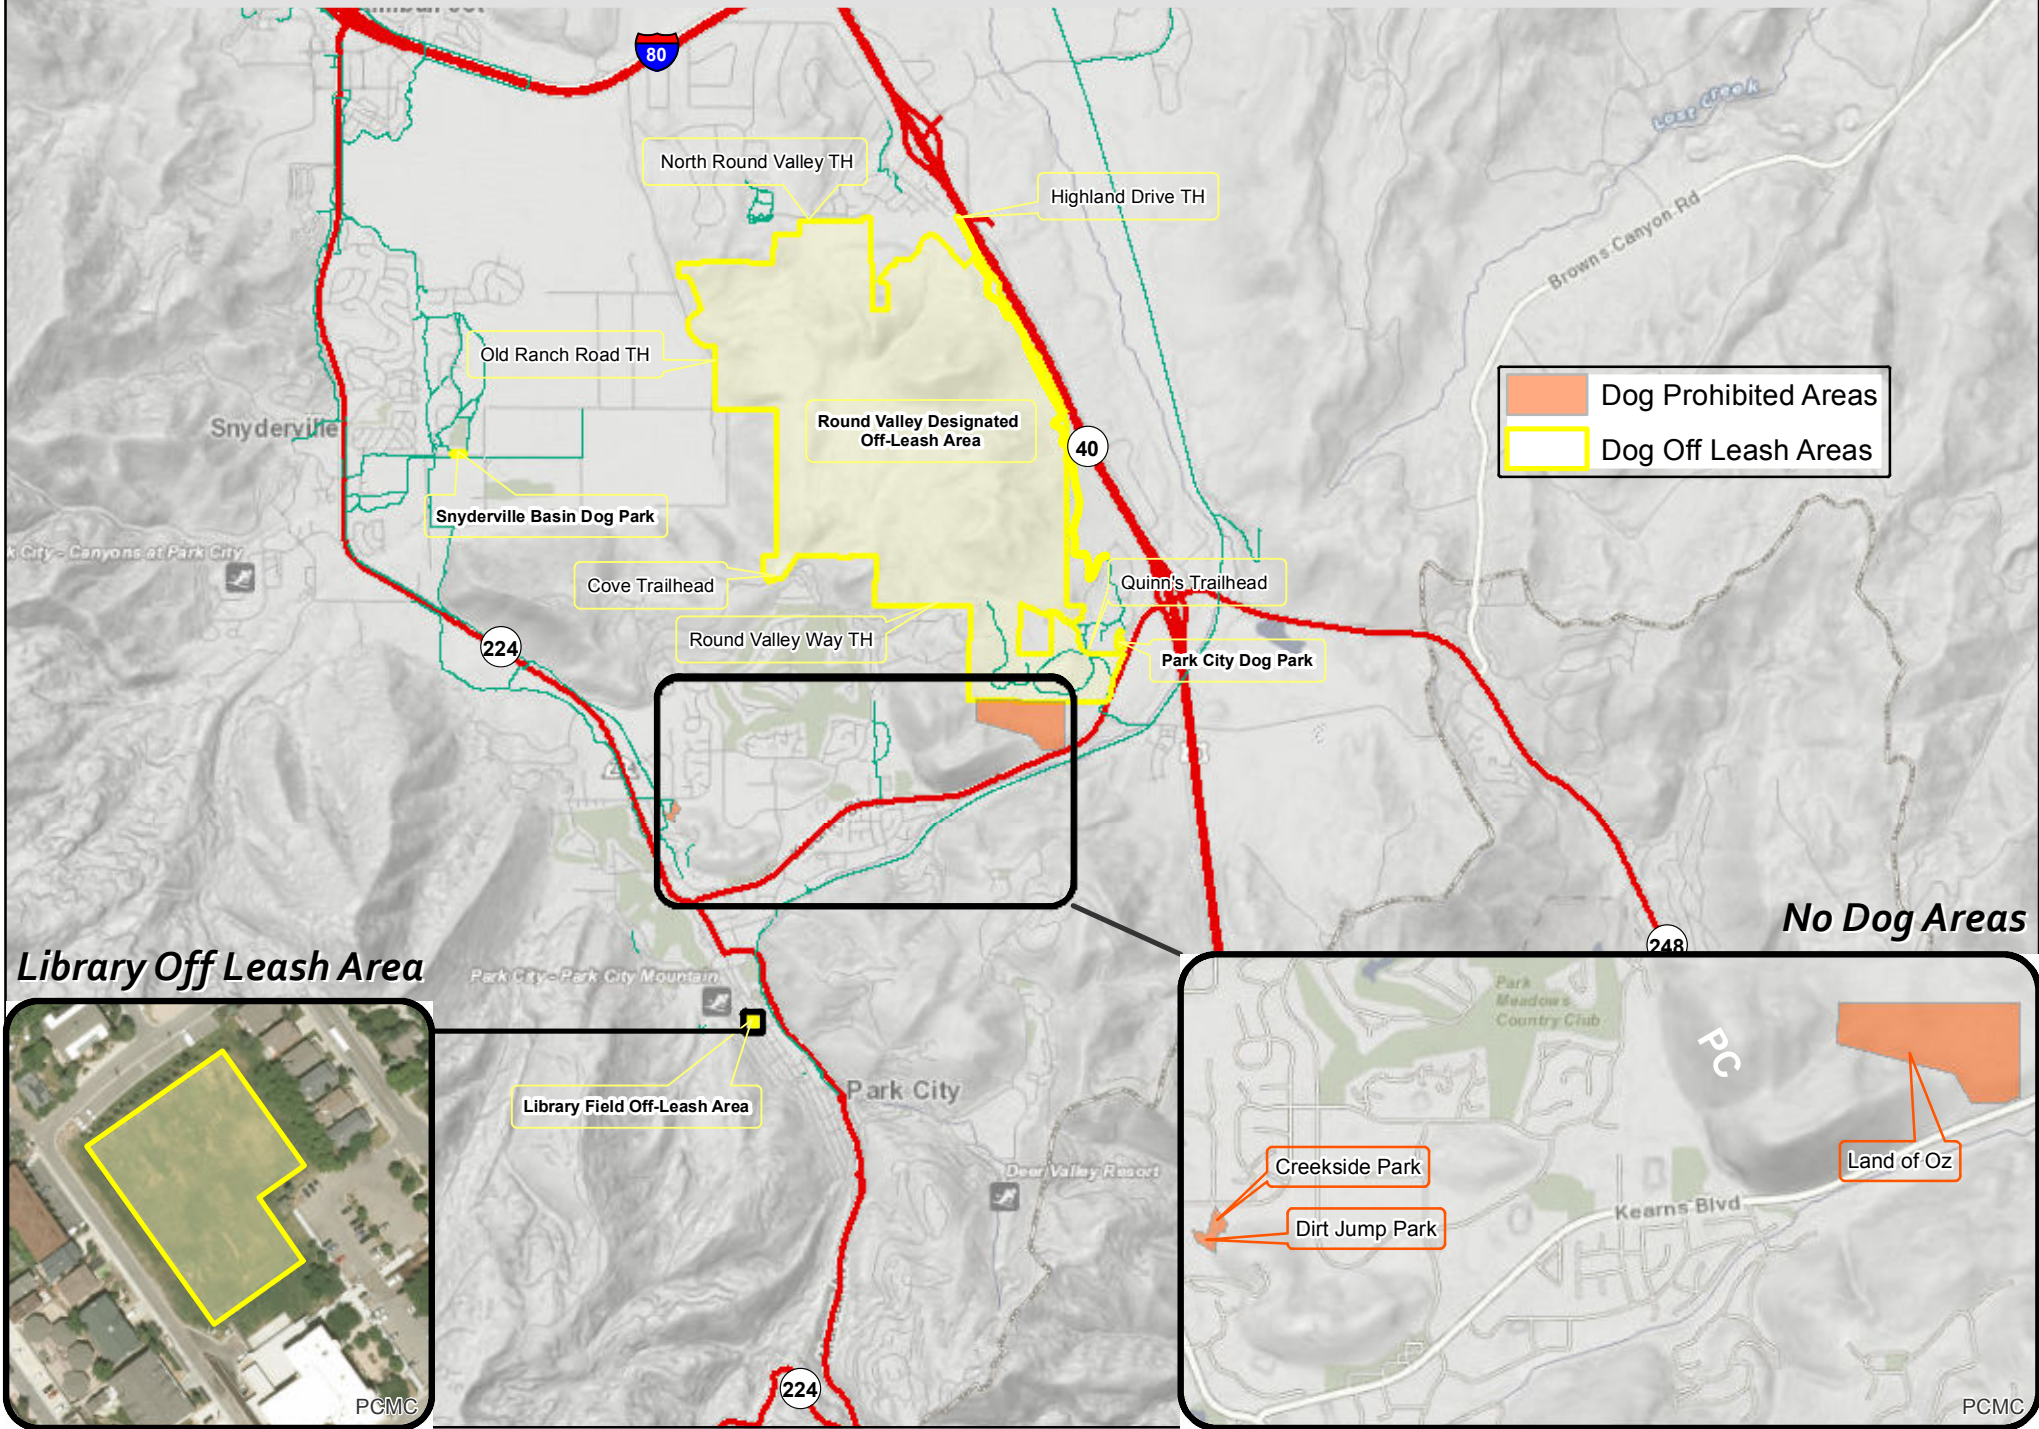 80
North Round Valley TH
Highland Drive TH
Lost Creek
Browns Canyon Rd
Old Ranch Road TH
Snyderville
Round Valley Designated
Off-Leash Area
40
Dog Prohibited Areas
Dog Off Leash Areas
Snyderville Basin Dog Park
k City - Canyons at Park City
Cove Trailhead
Quinn's Trailhead
Round Valley Way TH
224
Park City Dog Park
No Dog Areas
248
Library Off Leash Area
Park City - Park City Mountain
Park City
Library Field Off-Leash Area
Deer Valley Resort
224
PCMC
Park
Meadows
Country Club
PC
Creekside Park
Land of Oz
Dirt Jump Park
Kearns Blvd
PCMC